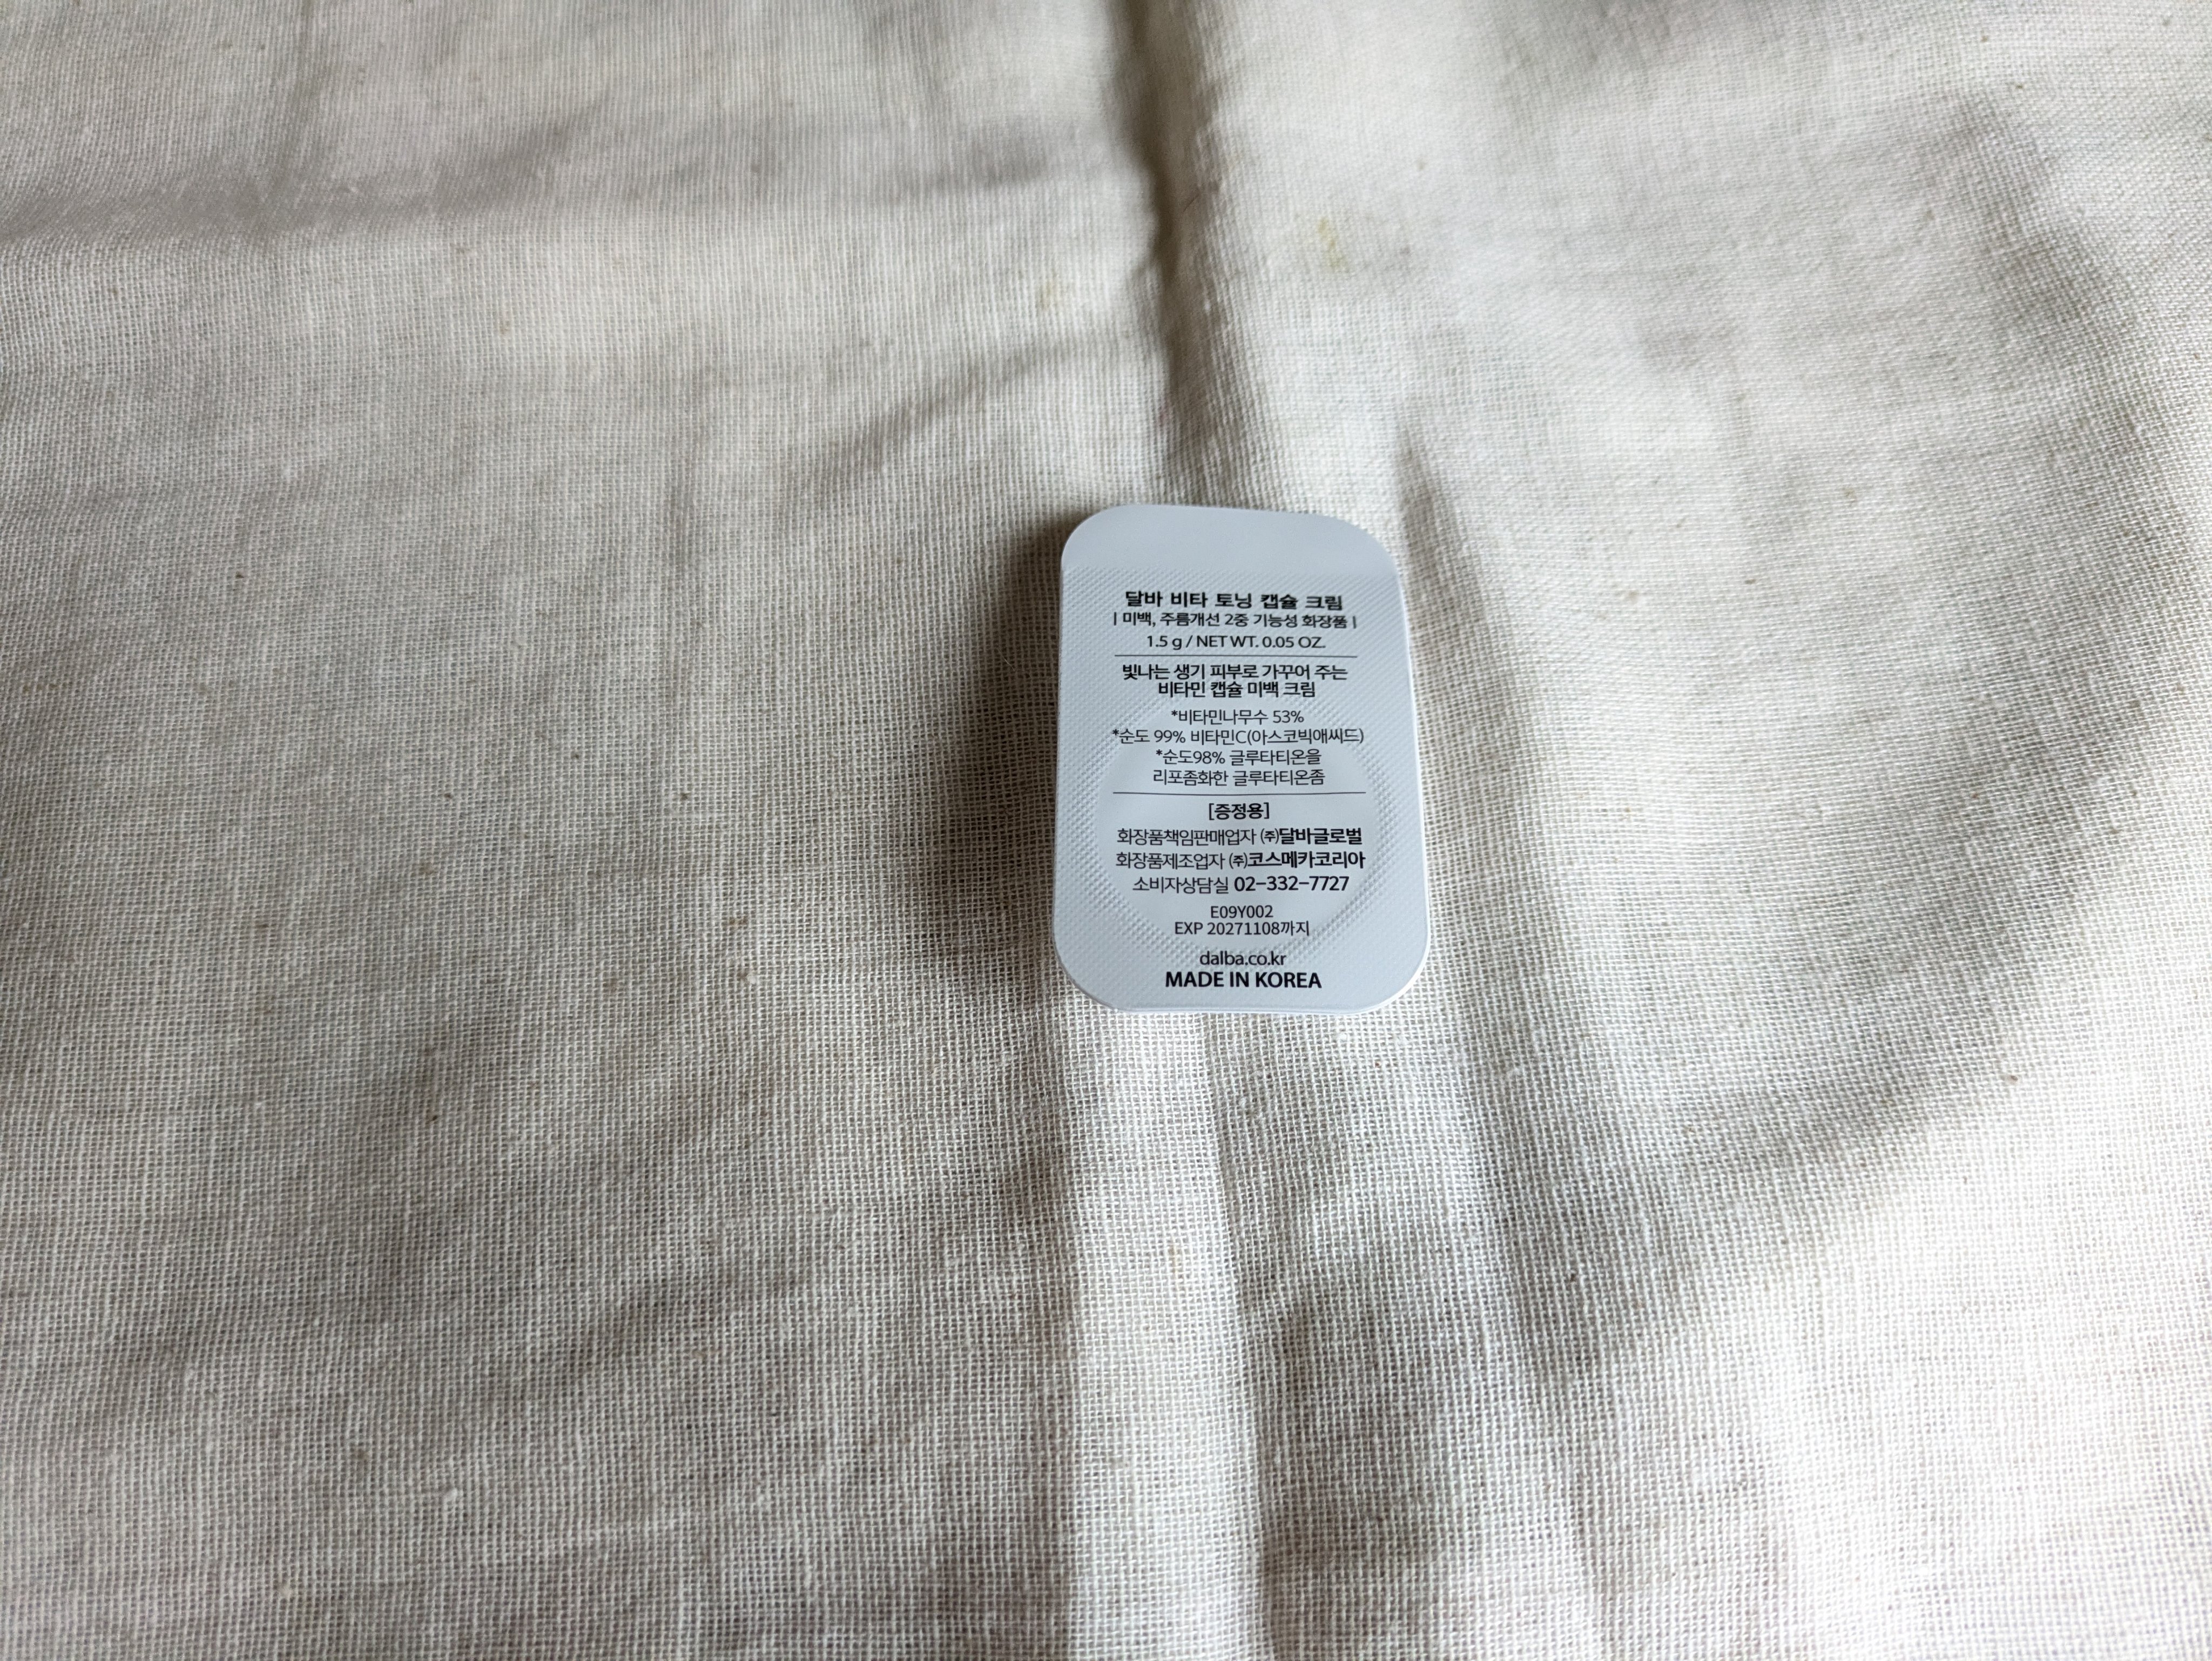 달바 비타 토닝 캡슐 크림
| 미백, 주름개선 2중 기능성 화장품 |
1.5 g / NET WT. 0.05 OZ.
빛나는 생기 피부로 가꾸어 주는
비타민 캡슐 미백 크림
*비타민나무수 53%
*순도 99% 비타민C(아스코빅애씨드)
*순도98% 글루타티온을
리포좀화한 글루타티온좀
[증정용]
화장품책임판매업자 ㈜달바글로벌
화장품제조업자 ㈜코스메카코리아
소비자상담실 02-332-7727
E09Y002
EXP 20271108까지
dalba.co.kr
MADE IN KOREA